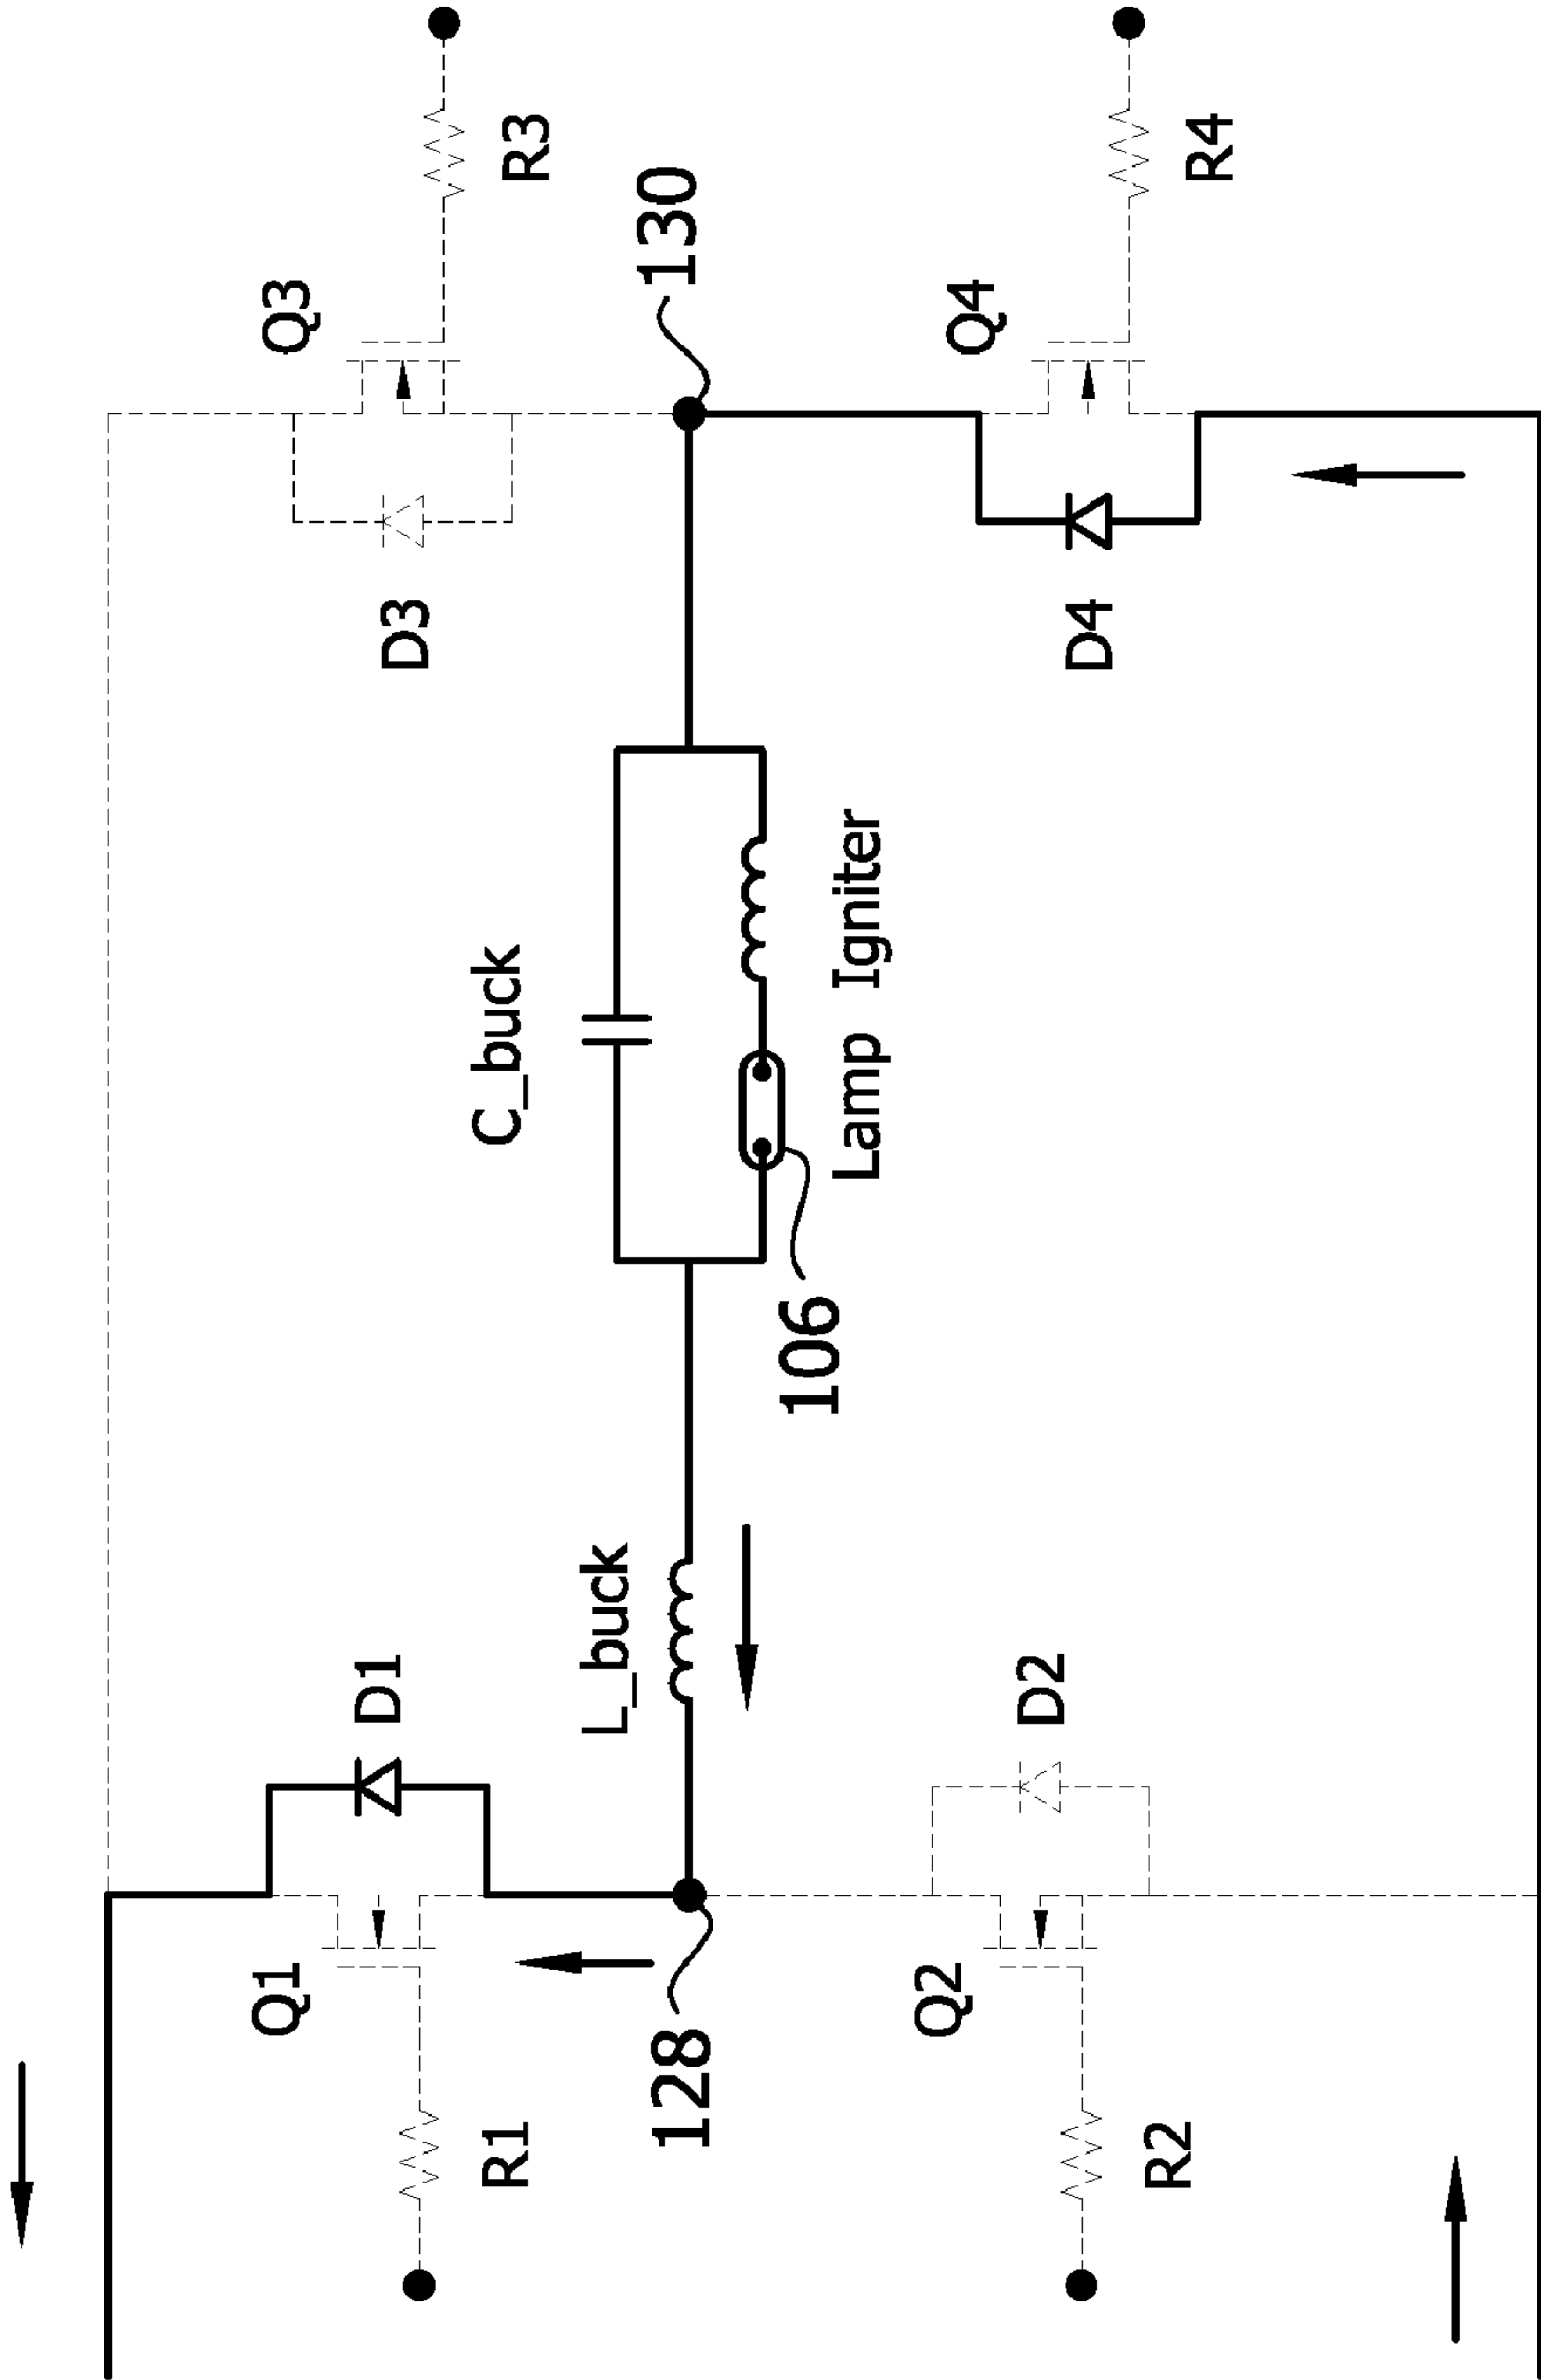 Q1
D1
R1
128
L_buck
Q2
D2
R2
C_buck
106
Lamp Igniter
Q3
D3
R3
130
Q4
D4
R4